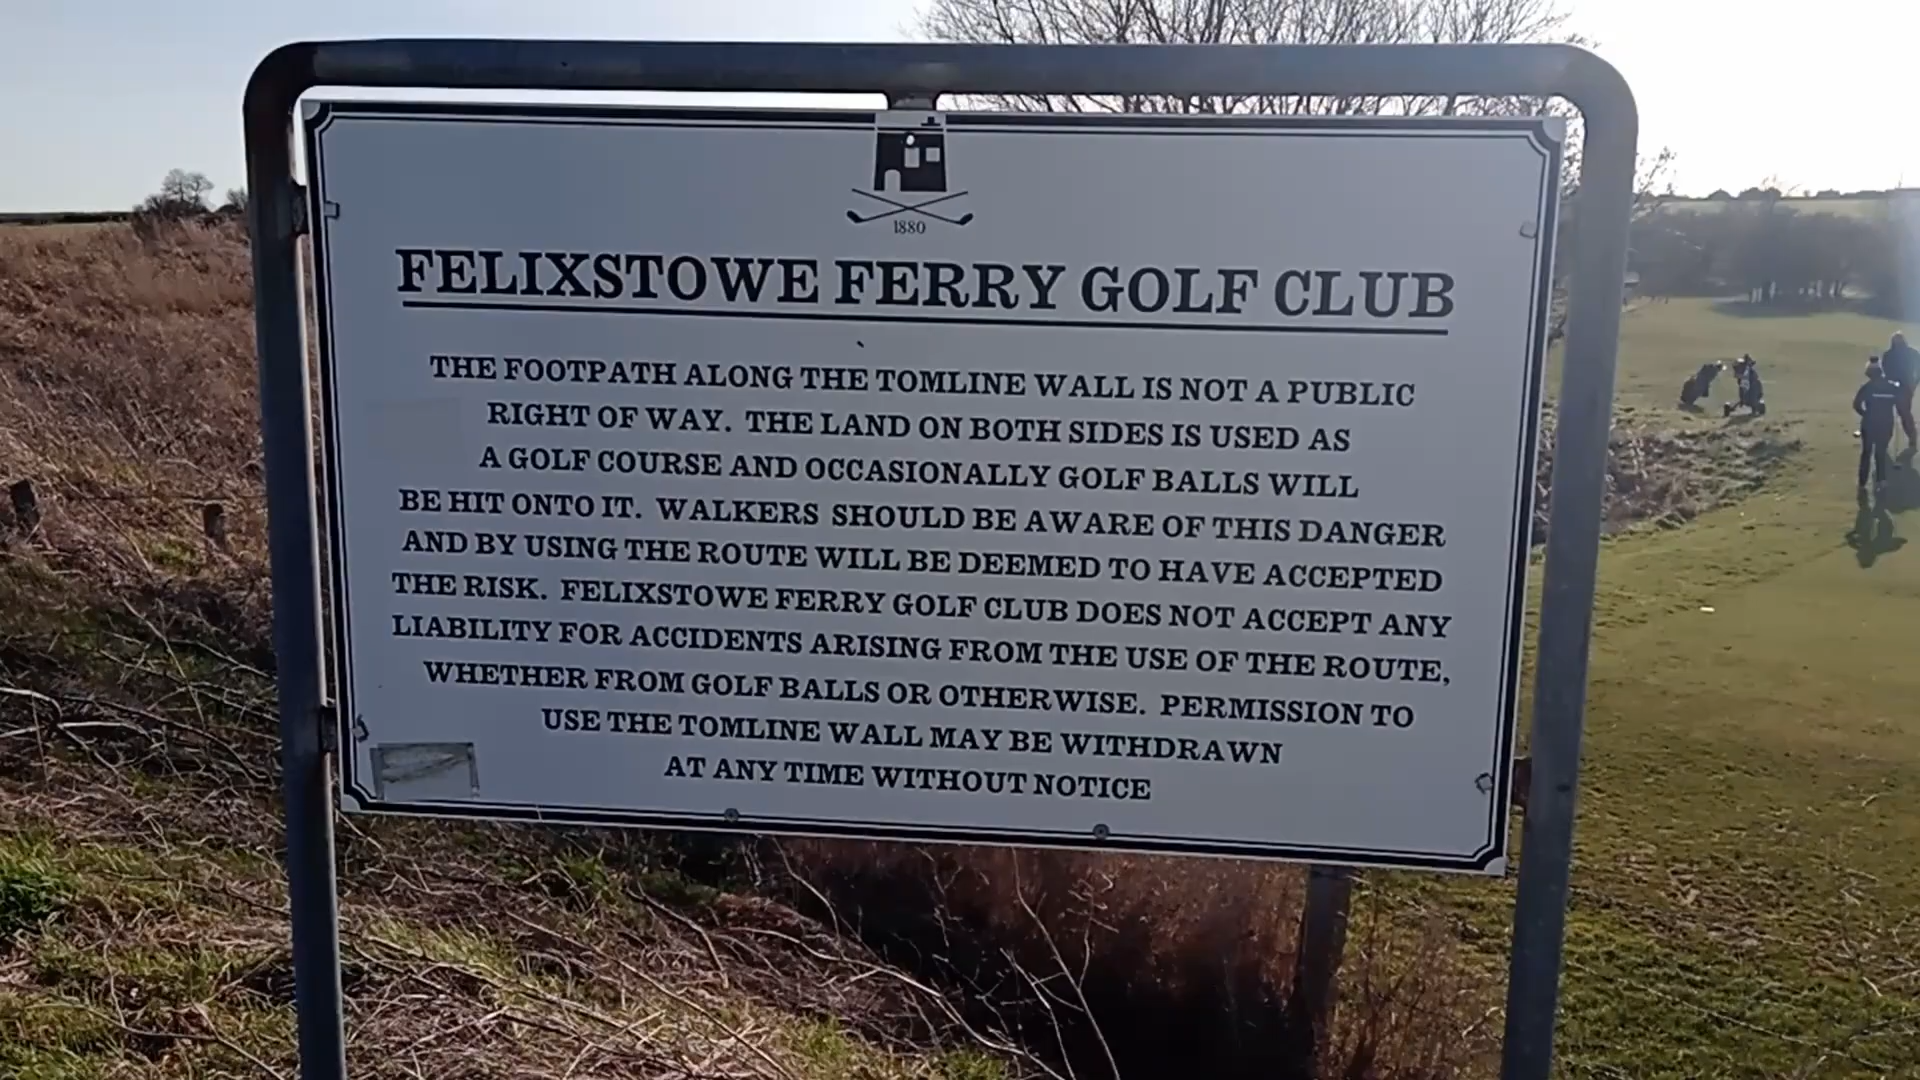 1880
FELIXSTOWE FERRY GOLF CLUB
THE FOOTPATH ALONG THE TOMLINE WALL IS NOT A PUBLIC
RIGHT OF WAY. THE LAND ON BOTH SIDES IS USED AS
A GOLF COURSE AND OCCASIONALLY GOLF BALLS WILL
BE HIT ONTO IT. WALKERS SHOULD BE AWARE OF THIS DANGER
AND BY USING THE ROUTE WILL BE DEEMED TO HAVE ACCEPTED
THE RISK. FELIXSTOWE FERRY GOLF CLUB DOES NOT ACCEPT ANY
LIABILITY FOR ACCIDENTS ARISING FROM THE USE OF THE ROUTE,
WHETHER FROM GOLF BALLS OR OTHERWISE. PERMISSION TO
USE THE TOMLINE WALL MAY BE WITHDRAWN
AT ANY TIME WITHOUT NOTICE